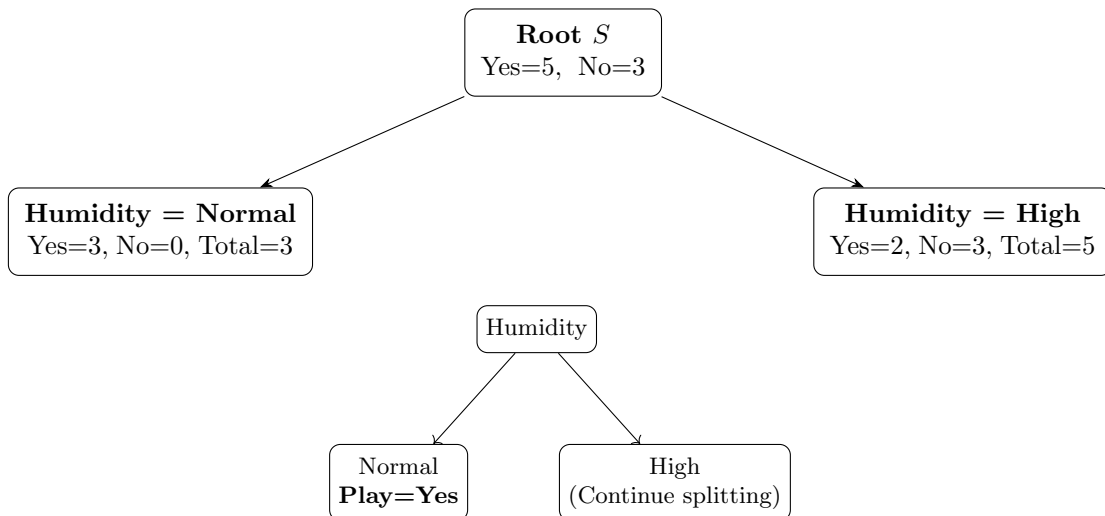 Root S
Yes=5, No=3
Humidity = Normal
Yes=3, No=0, Total=3
Humidity = High
Yes=2, No=3, Total=5
Humidity
Normal
Play=Yes
High
(Continue splitting)